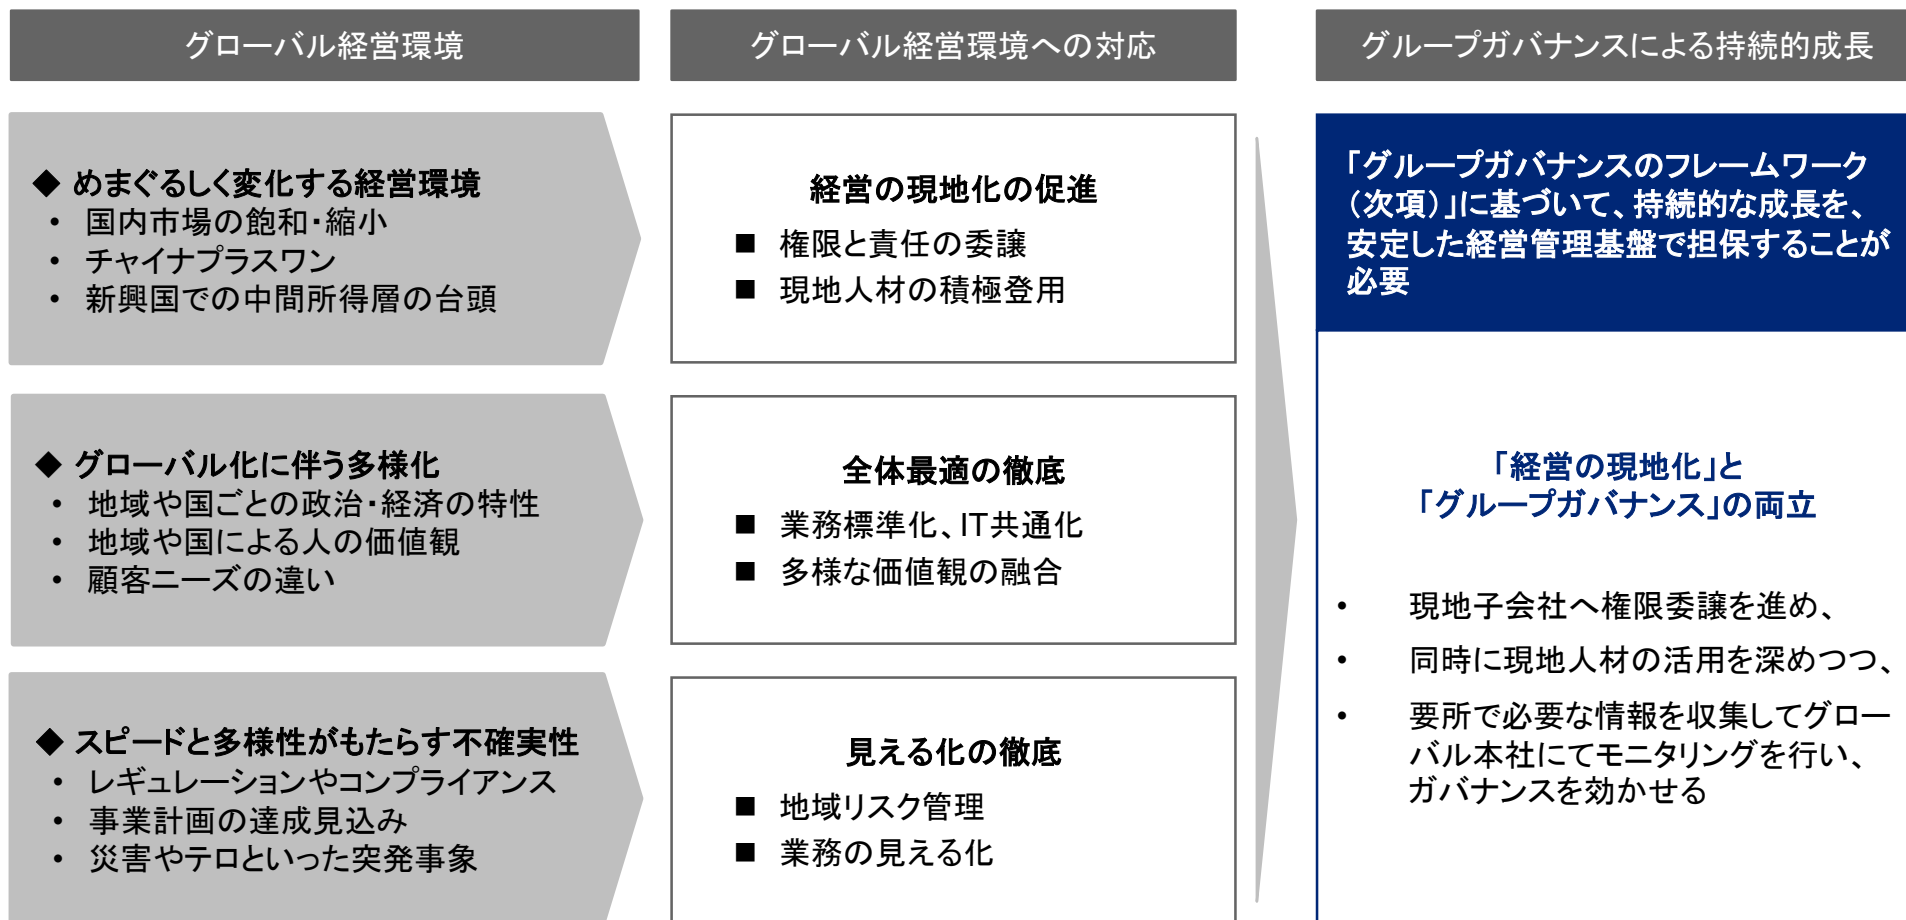 グローバル経営環境
◆ めまぐるしく変化する経営環境
• 国内市場の飽和・縮小
• チャイナプラスワン
• 新興国での中間所得層の台頭
◆ グローバル化に伴う多様化
• 地域や国ごとの政治・経済の特性
• 地域や国による人の価値観
• 顧客ニーズの違い
◆ スピードと多様性がもたらす不確実性
• レギュレーションやコンプライアンス
• 事業計画の達成見込み
• 災害やテロといった突発事象
グローバル経営環境への対応
経営の現地化の促進
■ 権限と責任の委譲
■ 現地人材の積極登用
全体最適の徹底
■ 業務標準化、IT共通化
■ 多様な価値観の融合
見える化の徹底
■ 地域リスク管理
■ 業務の見える化
グループガバナンスによる持続的成長
「グループガバナンスのフレームワーク
（次項）」に基づいて、持続的な成長を、
安定した経営管理基盤で担保することが
必要
「経営の現地化」と
「グループガバナンス」の両立
• 現地子会社へ権限委譲を進め、
• 同時に現地人材の活用を深めつつ、
• 要所で必要な情報を収集してグロー
バル本社にてモニタリングを行い、
ガバナンスを効かせる